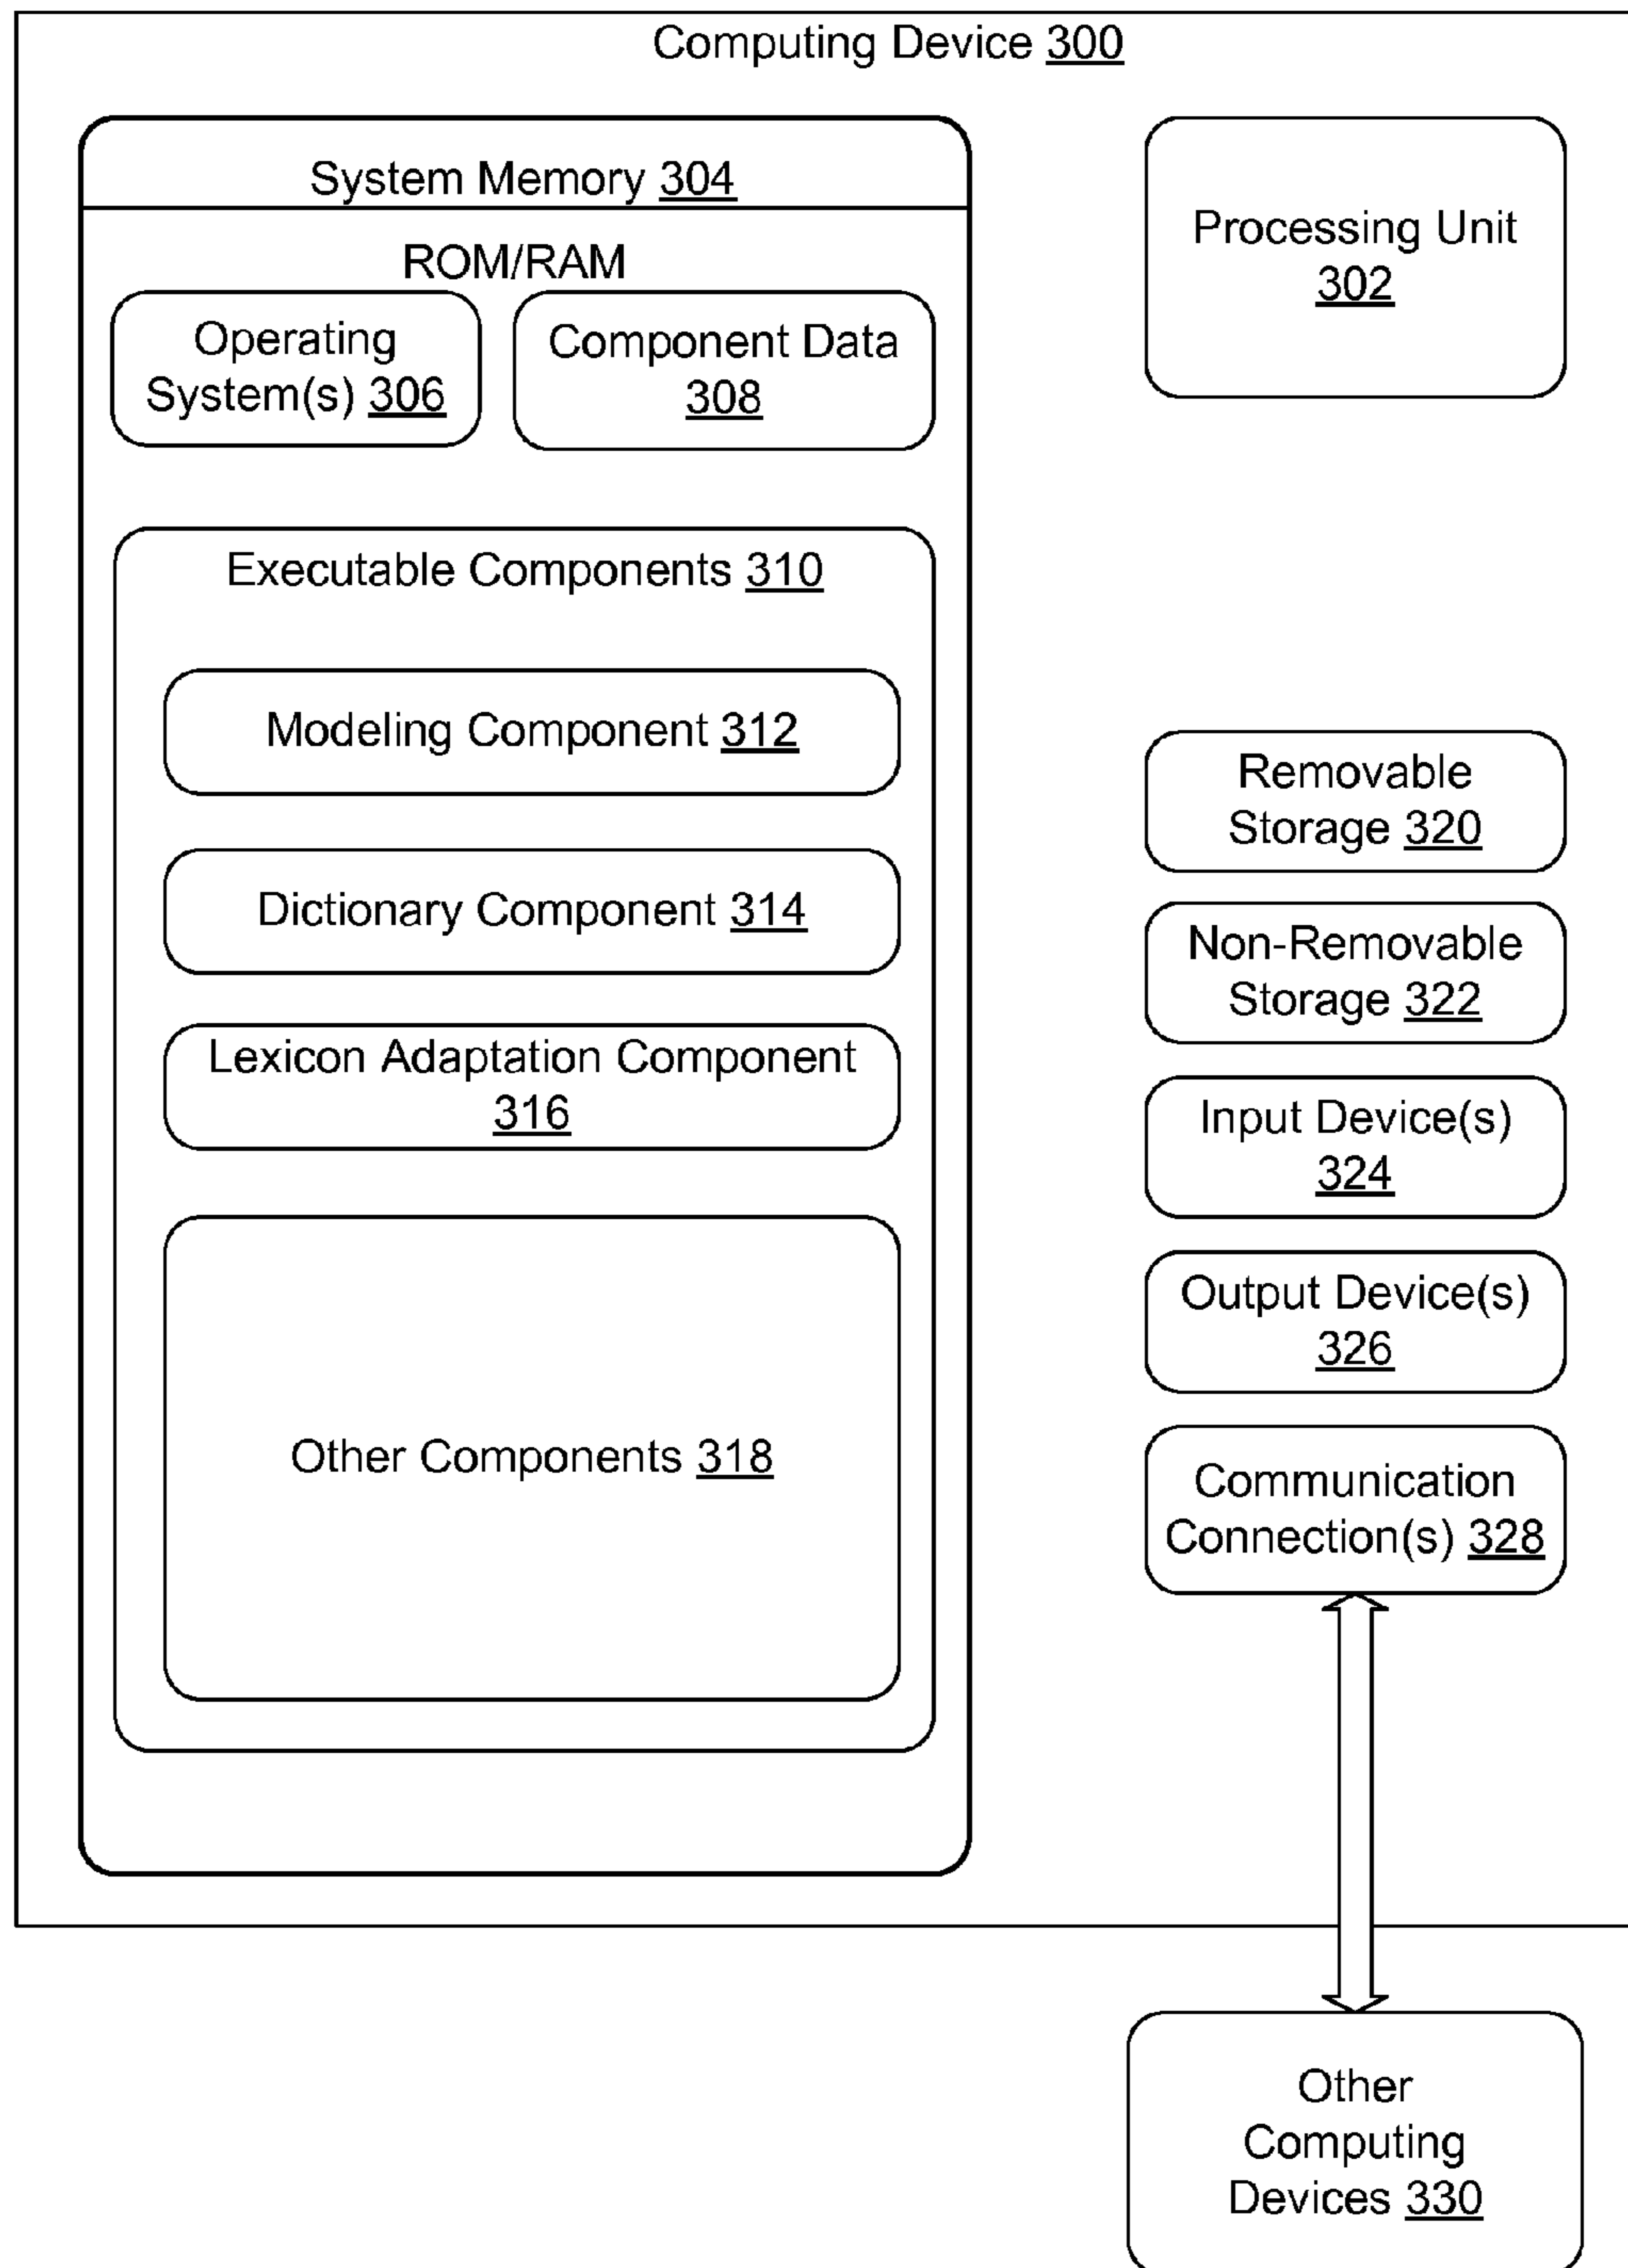 Computing Device 300
System Memory 304
ROM/RAM
Operating
System(s) 306
Component Data
308
Executable Components 310
Modeling Component 312
Dictionary Component 314
Lexicon Adaptation Component
316
Other Components 318
Processing Unit
302
Removable
Storage 320
Non-Removable
Storage 322
Input Device(s)
324
Output Device(s)
326
Communication
Connection(s) 328
Other
Computing
Devices 330